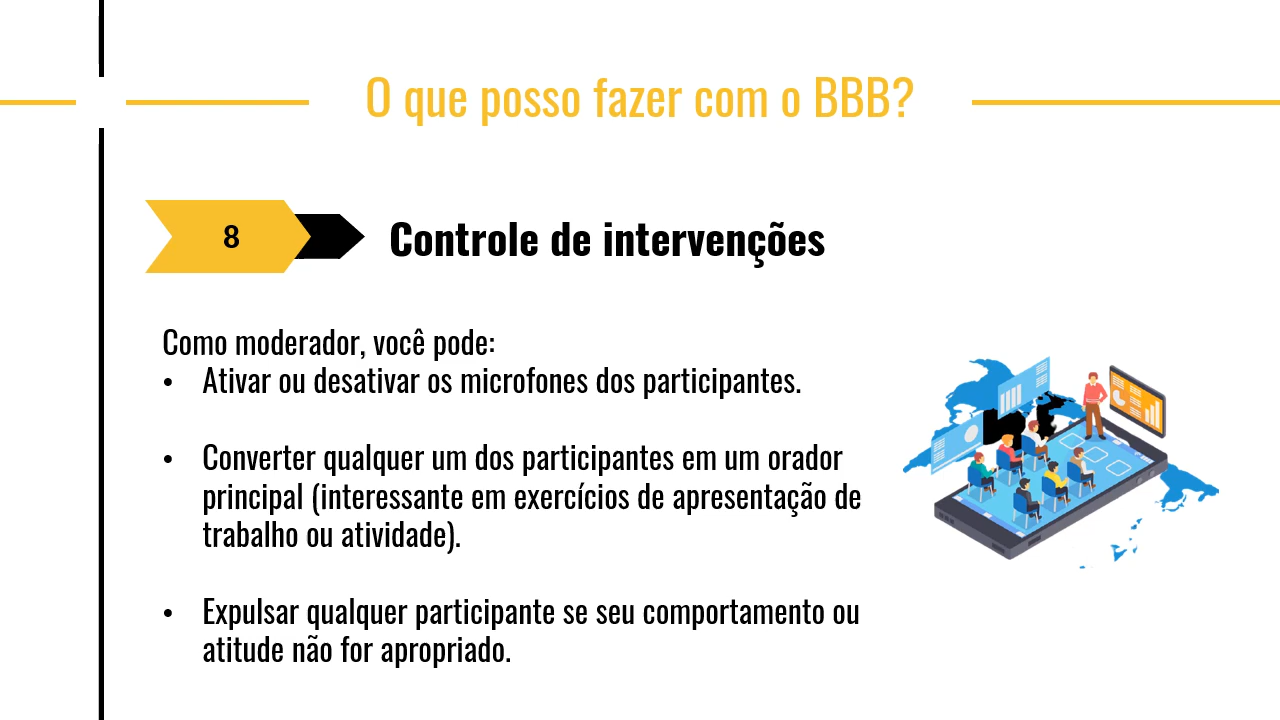 O que posso fazer com o BBB?
8
Controle de intervenções
Como moderador, você pode:
• Ativar ou desativar os microfones dos participantes.
• Converter qualquer um dos participantes em um orador
principal (interessante em exercícios de apresentação de
trabalho ou atividade).
• Expulsar qualquer participante se seu comportamento ou
atitude não for apropriado.